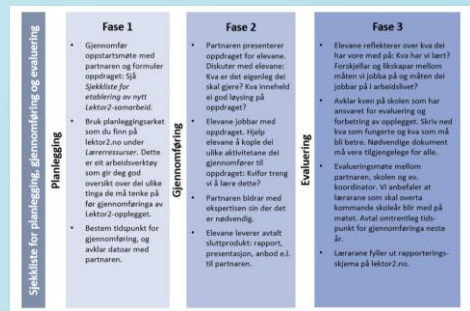 Sjekkliste for planlegging, gjennomføring og evaluering
Planlegging
Fase 1
• Gjennomfør
oppstartsmøte med
partnaren og formuler
oppdraget: Sjå
Sjekkliste for
etablering av nytt
Lektor2-samarbeid.
• Bruk planleggingsarket
som du finn på
lektor2.no under
Lærerressurser. Dette
er eit arbeidsverktøy
som gir deg god
oversikt over dei ulike
tinga de må tenke på
før gjennomføringa av
Lektor2-opplegget.
• Bestem tidspunkt for
gjennomføring, og
avklar datoar med
partnaren.
Gjennomføring
Fase 2
• Partnaren presenterer
oppdraget for elevane.
Diskuter med elevane:
Kva er det eigenleg dei
skal gjere? Kva inneheld
ei god løysing på
oppdraget?
• Elevane jobbar med
oppdraget. Hjelp
elevane å kople dei
ulike aktivitetane dei
gjennomfører til
oppdraget: Kvifor treng
vi å lære dette?
• Partnaren bidrar med
ekspertisen sin der det
er nødvendig.
• Elevane leverer avtalt
sluttprodukt: rapport,
presentasjon, anbod e.l.
til partnaren.
Evaluering
Fase 3
• Elevane reflekterer over kva dei
har vore med på: Kva har vi lært?
Forskjellar og likskapar mellom
måten vi jobba på og måten dei
jobbar på i arbeidslivet?
• Avklar kven på skolen som har
ansvaret for evaluering og
forbetring av opplegget. Skriv ned
kva som fungerte og kva som må
bli betre. Nødvendige dokument
må vere tilgjengelege for alle.
• Evalueringsmøte mellom
partnaren, skolen og ev.
koordinator. Vi anbefaler at
lærarane som skal overta
kommande skoleår blir med på
møtet. Avtal omtrentleg tids-
punkt for gjennomføringa neste
år.
• Lærarane fyller ut rapporterings-
skjema på lektor2.no.